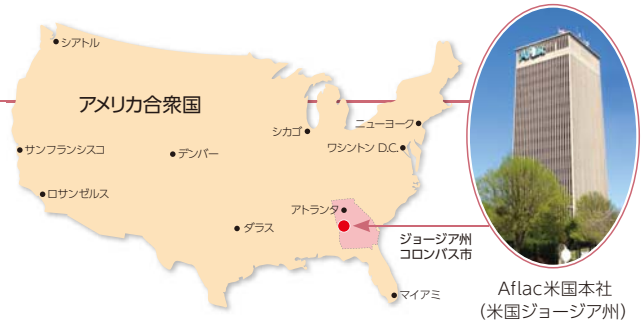 シアトル
アメリカ合衆国
シカゴ
ニューヨーク
サンフランシスコ
デンバー
ワシントン D.C.
ロサンゼルス
アトランタ
ダラス
ジョージア州
コロンバス市
マイアミ
Aflac米国本社
(米国ジョージア州)